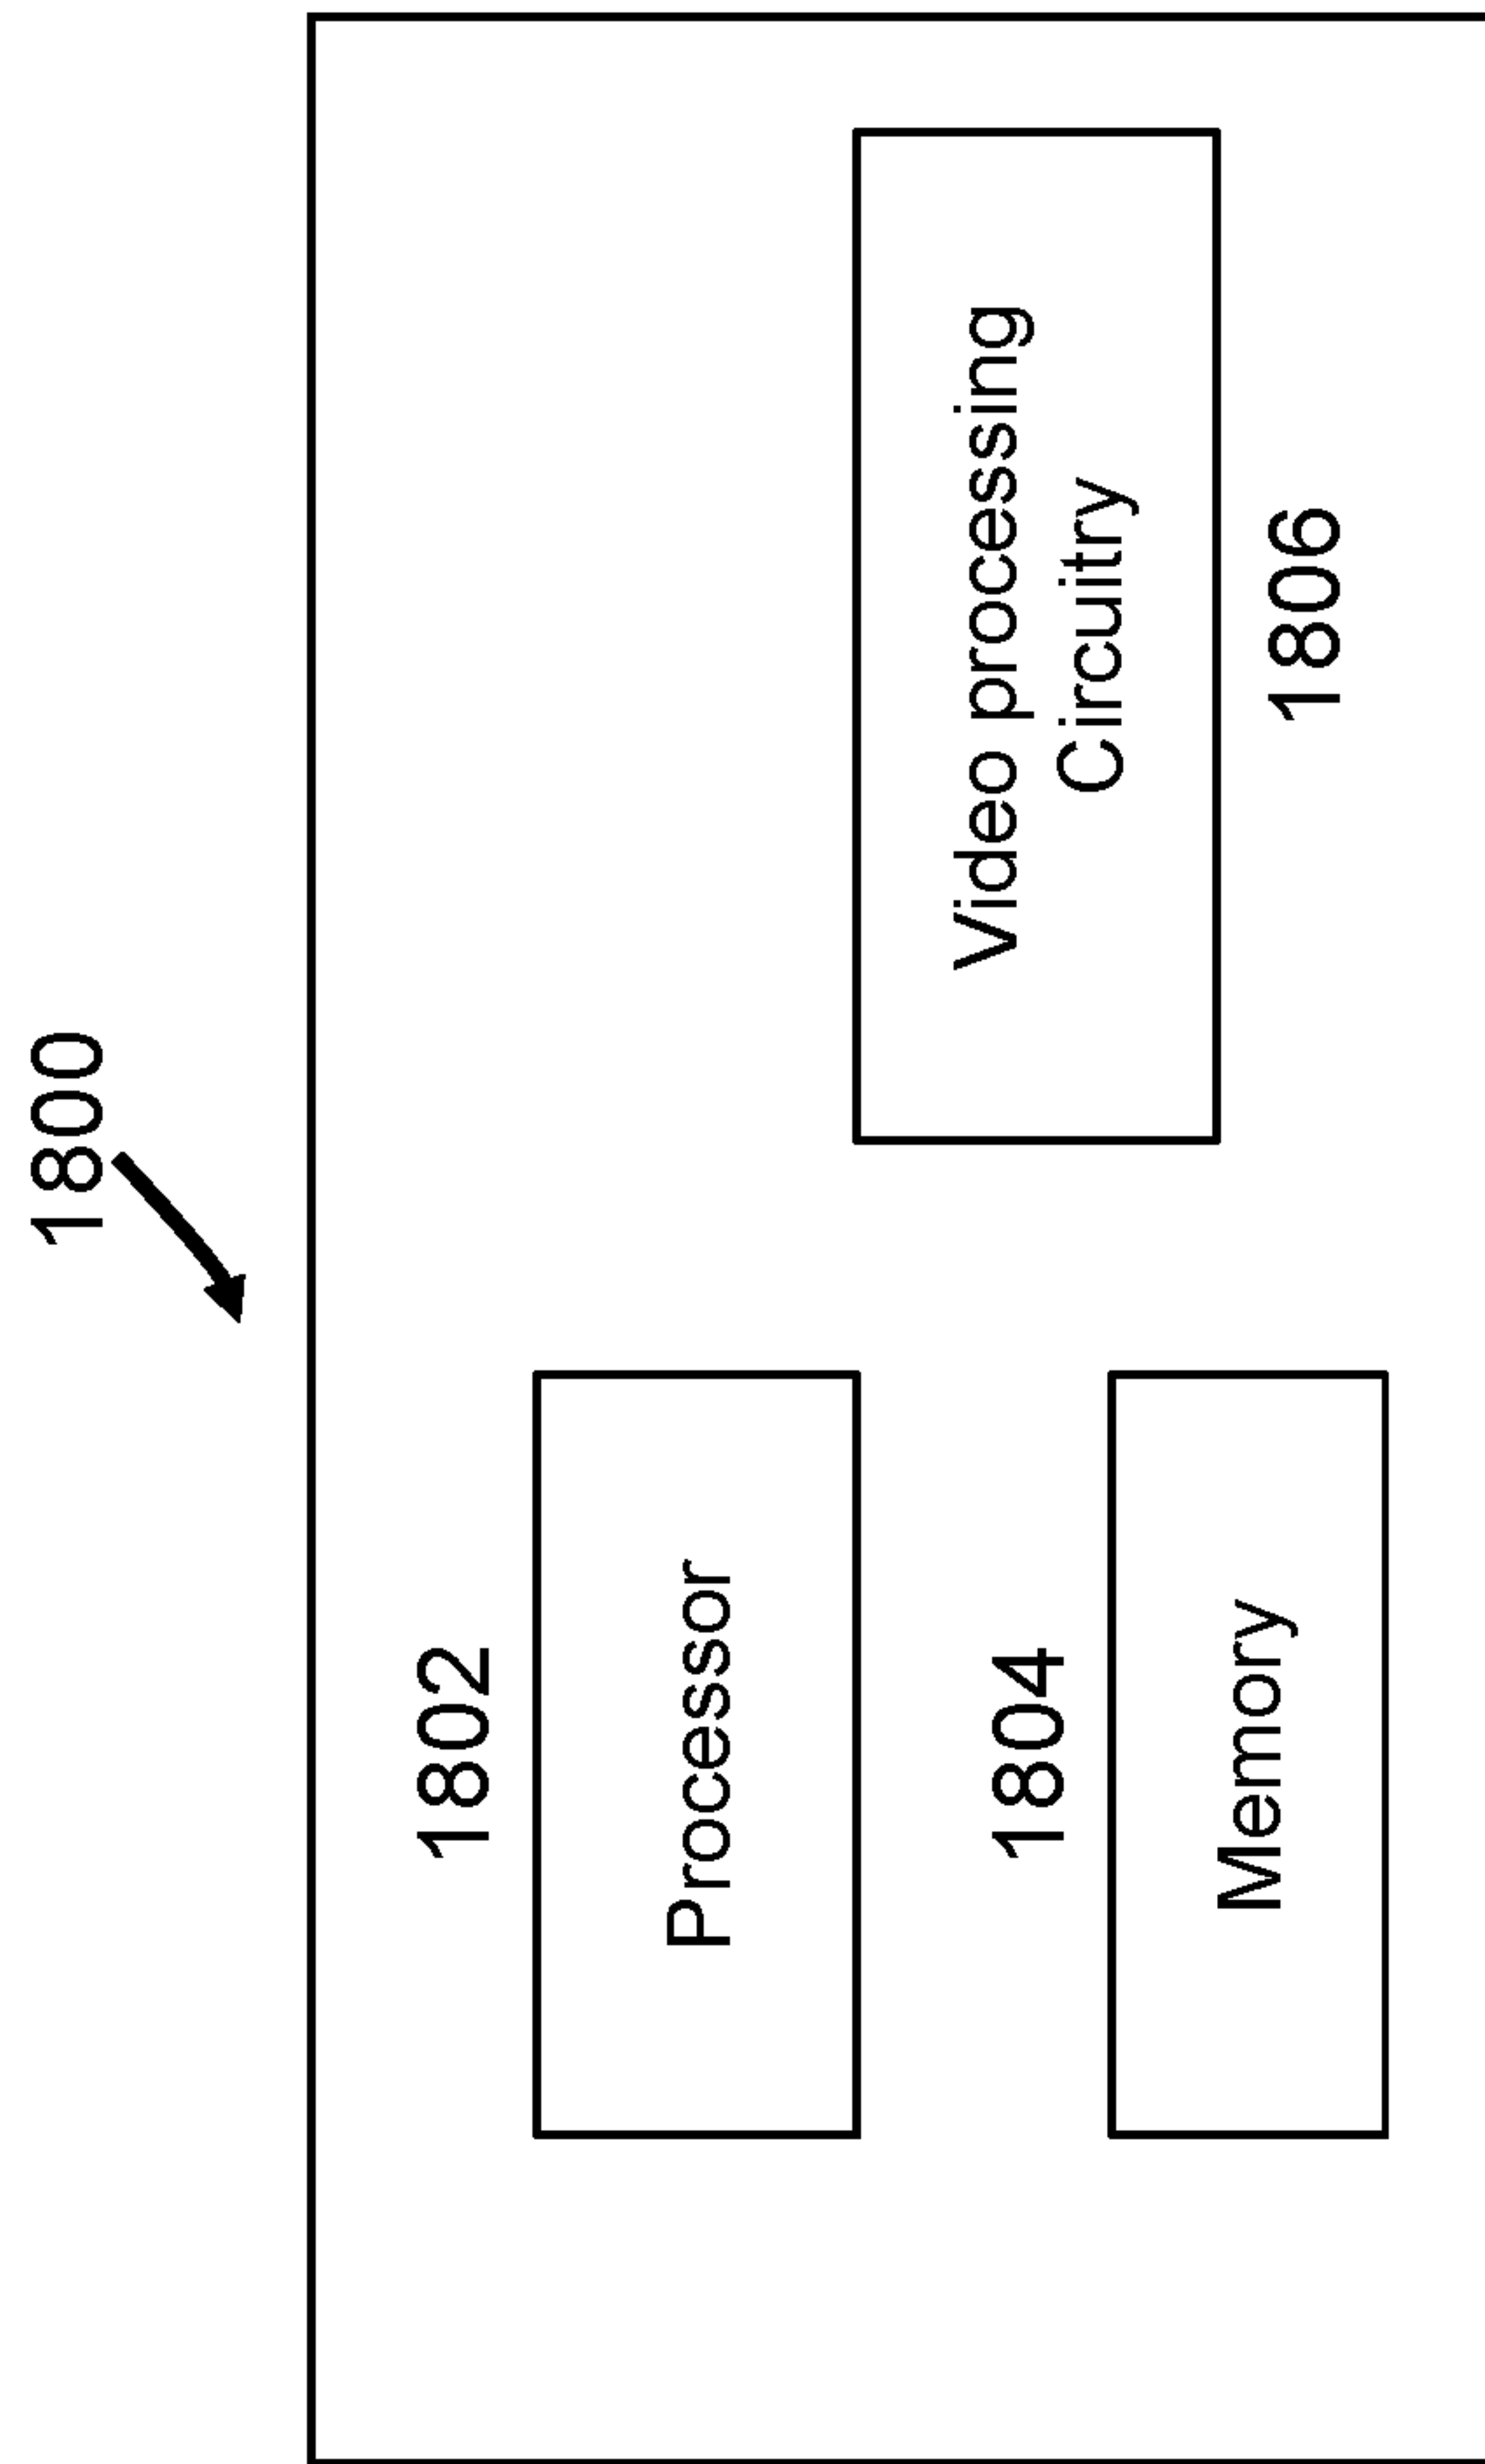 1800
1802
Processor
1804
Memory
Video processing
Circuitry
1806